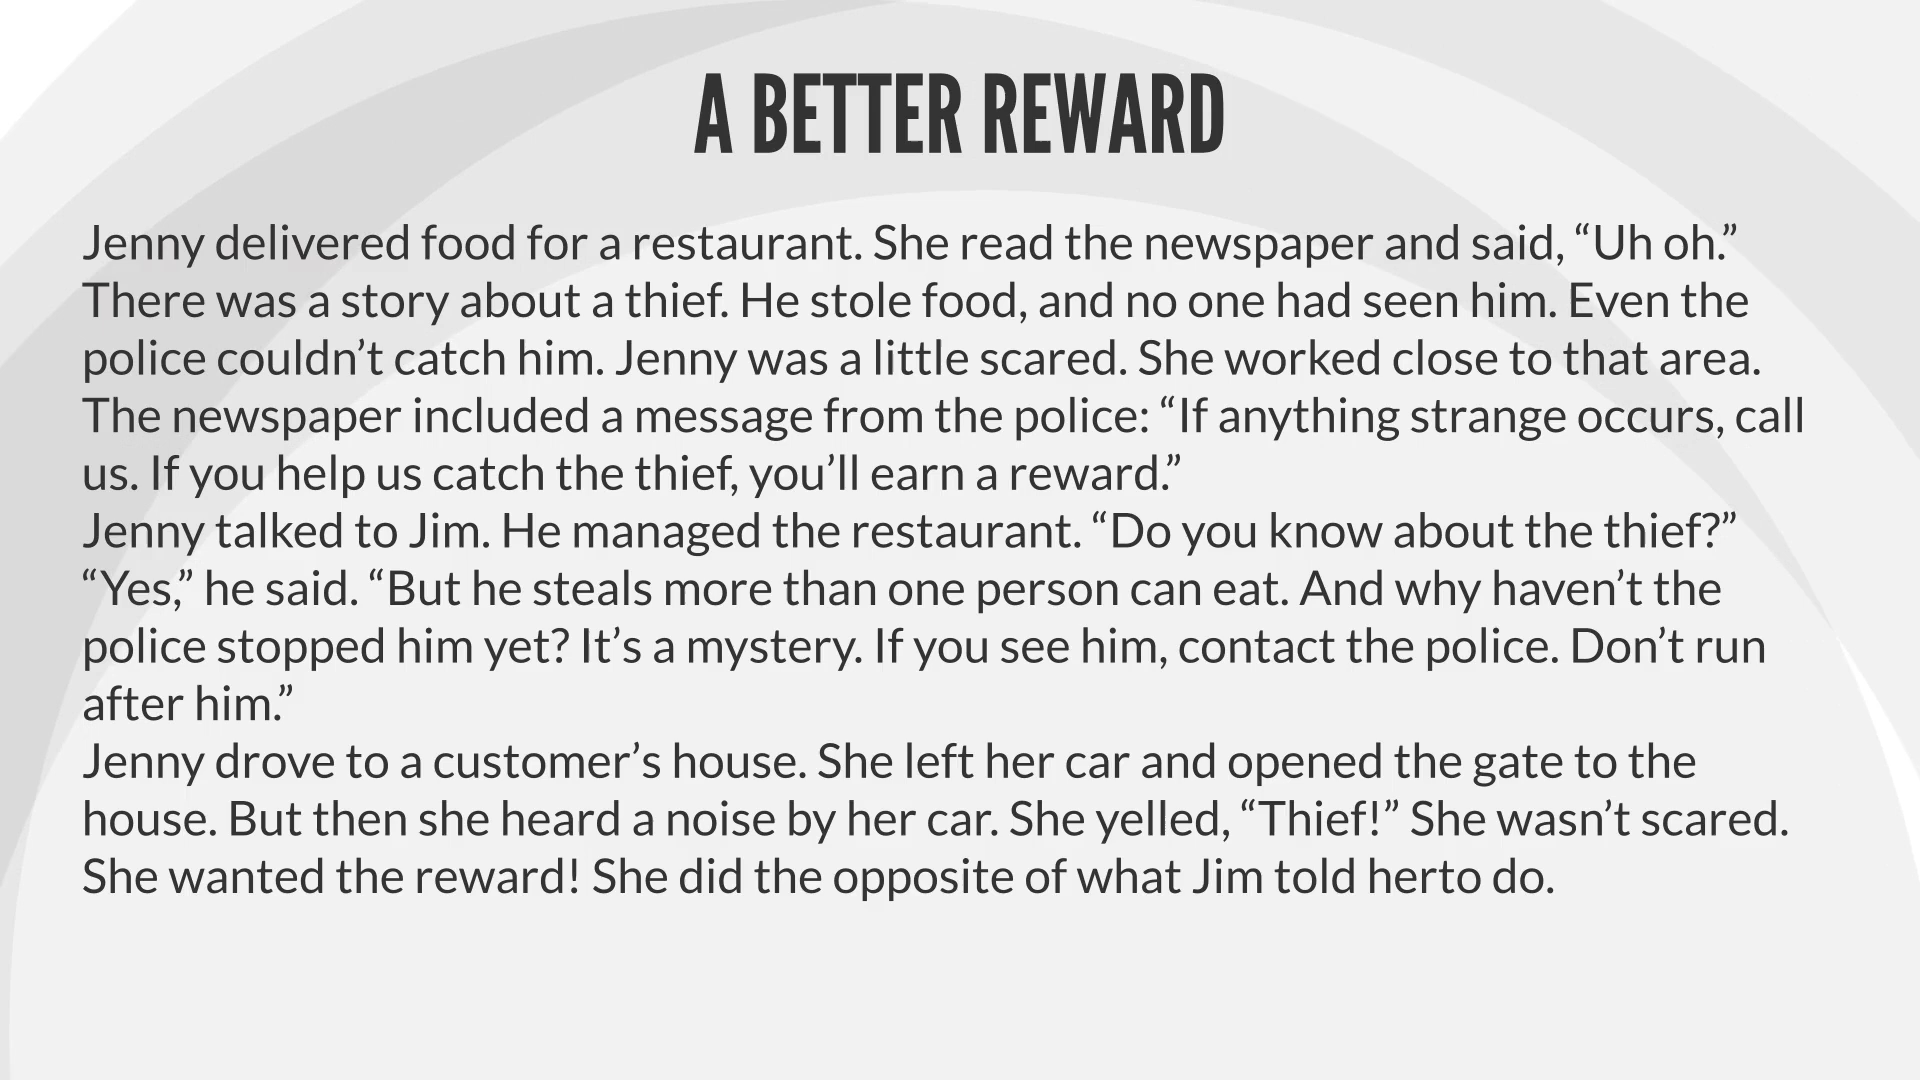 A BETTER REWARD
Jenny delivered food for a restaurant. She read the newspaper and said, “Uh oh.”
There was a story about a thief. He stole food, and no one had seen him. Even the
police couldn’t catch him. Jenny was a little scared. She worked close to that area.
The newspaper included a message from the police: “If anything strange occurs, call
us. If you help us catch the thief, you’ll earn a reward.”
Jenny talked to Jim. He managed the restaurant. “Do you know about the thief?”
“Yes,” he said. “But he steals more than one person can eat. And why haven’t the
police stopped him yet? It’s a mystery. If you see him, contact the police. Don’t run
after him.”
Jenny drove to a customer’s house. She left her car and opened the gate to the
house. But then she heard a noise by her car. She yelled, “Thief!” She wasn’t scared.
She wanted the reward! She did the opposite of what Jim told herto do.